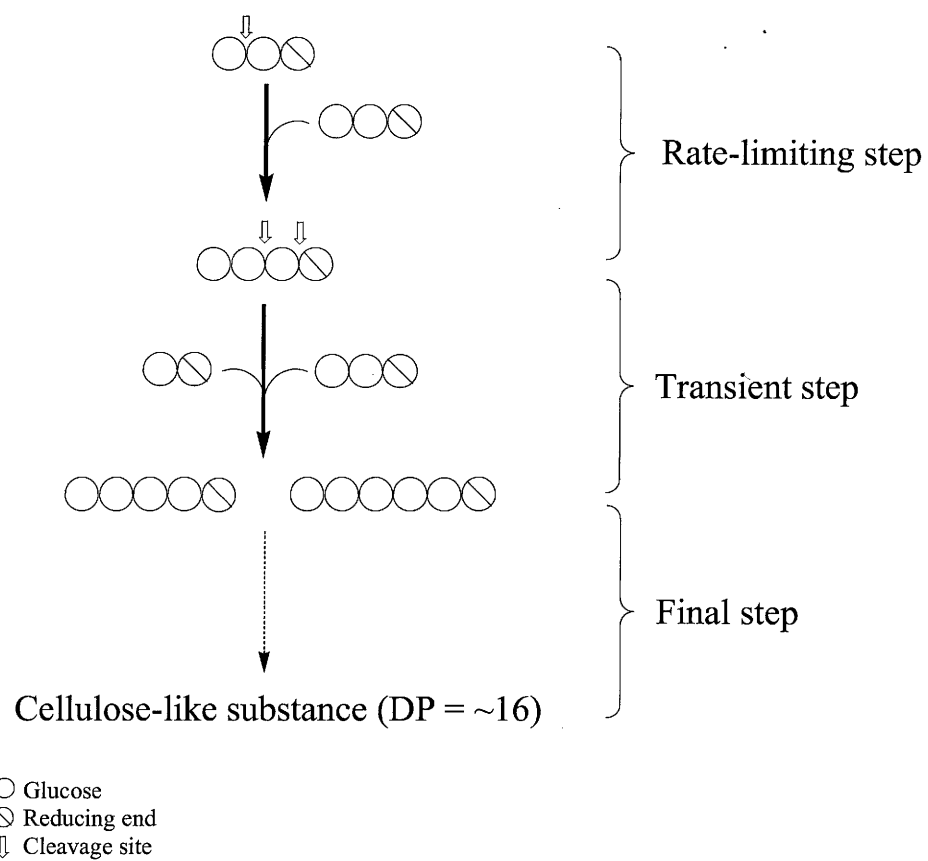 Rate-limiting step
Transient step
Final step
Cellulose-like substance (DP = ~16)
Glucose
Reducing end
Cleavage site